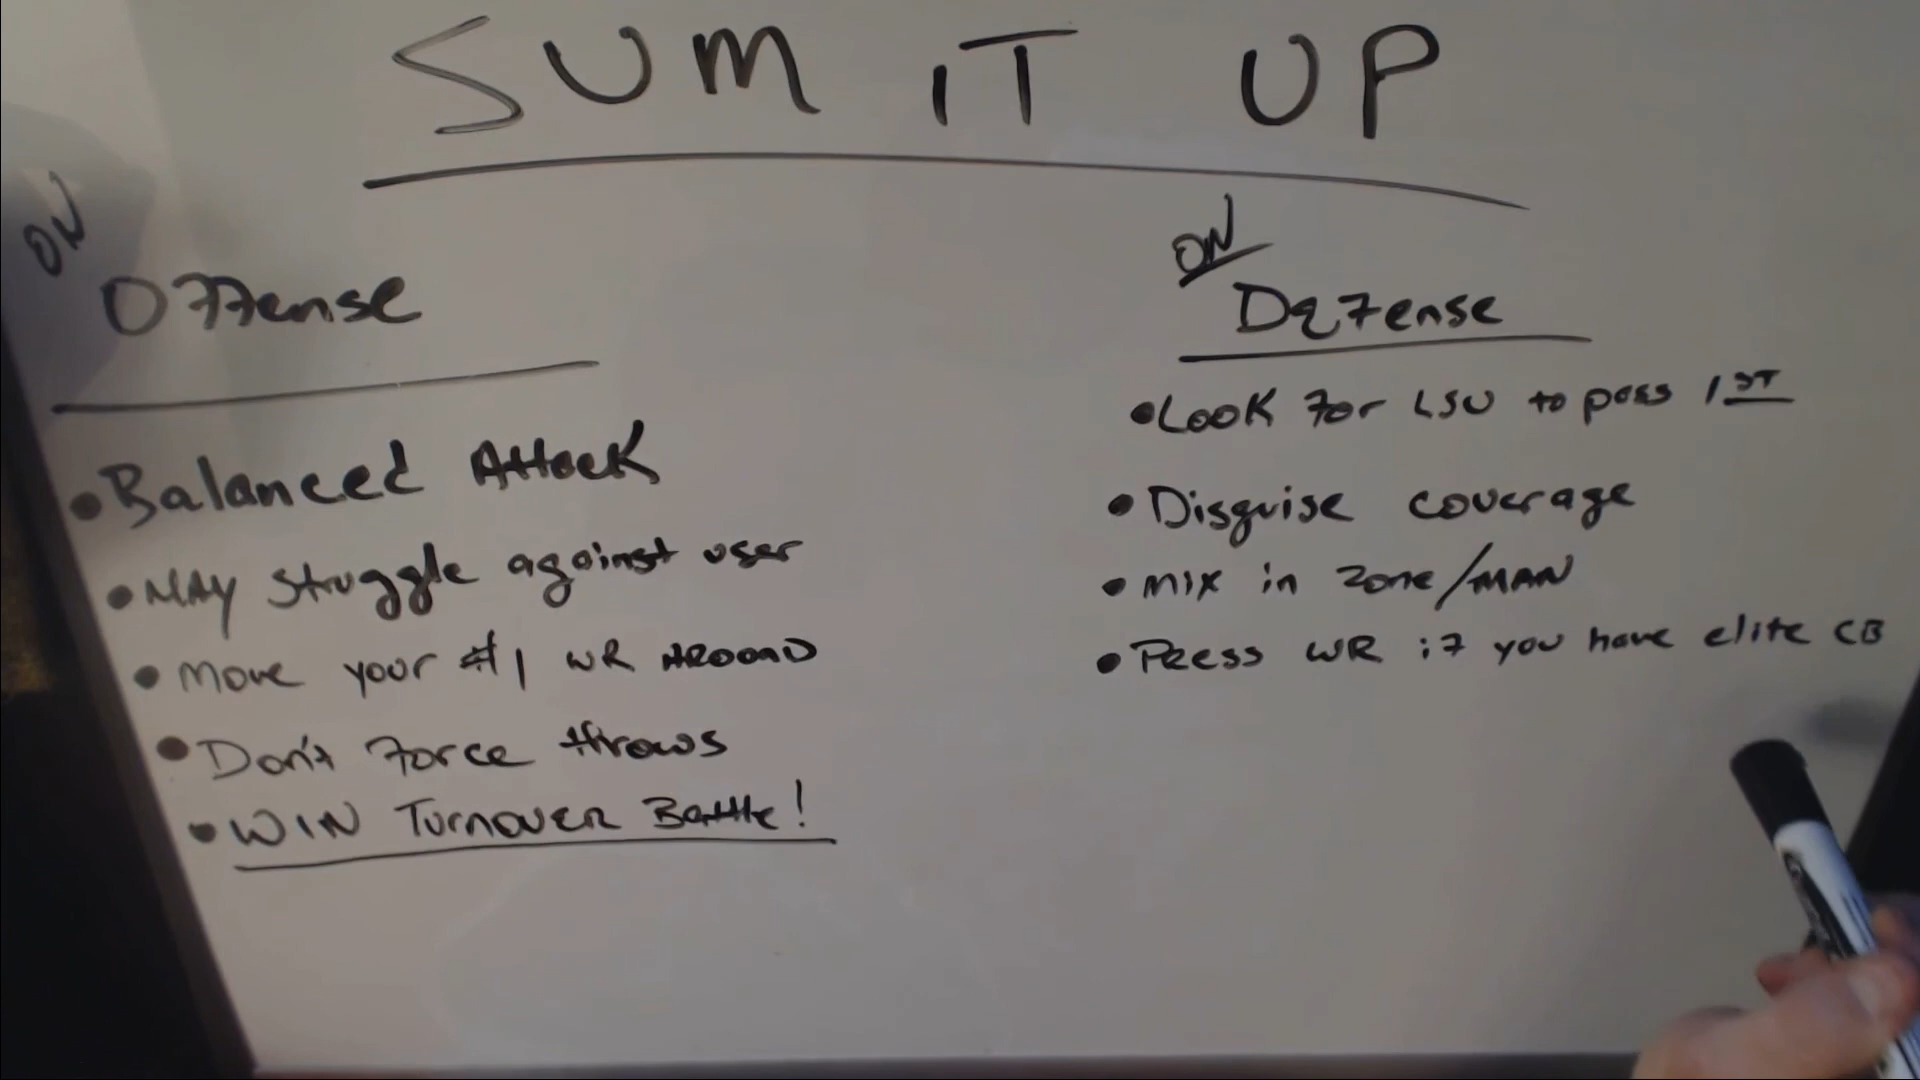 SUM IT UP
ON
Offense
• Balanced Attack
• MAY Struggle against user
• Move your #1 WR AROUND
• Don't Force throws
• WIN TurnOVER Battle!
ON
Defense
• LOOK For LSU to pass 1ST
• Disguise coverage
• mix in Zone/MAN
• Press WR if you have elite CB